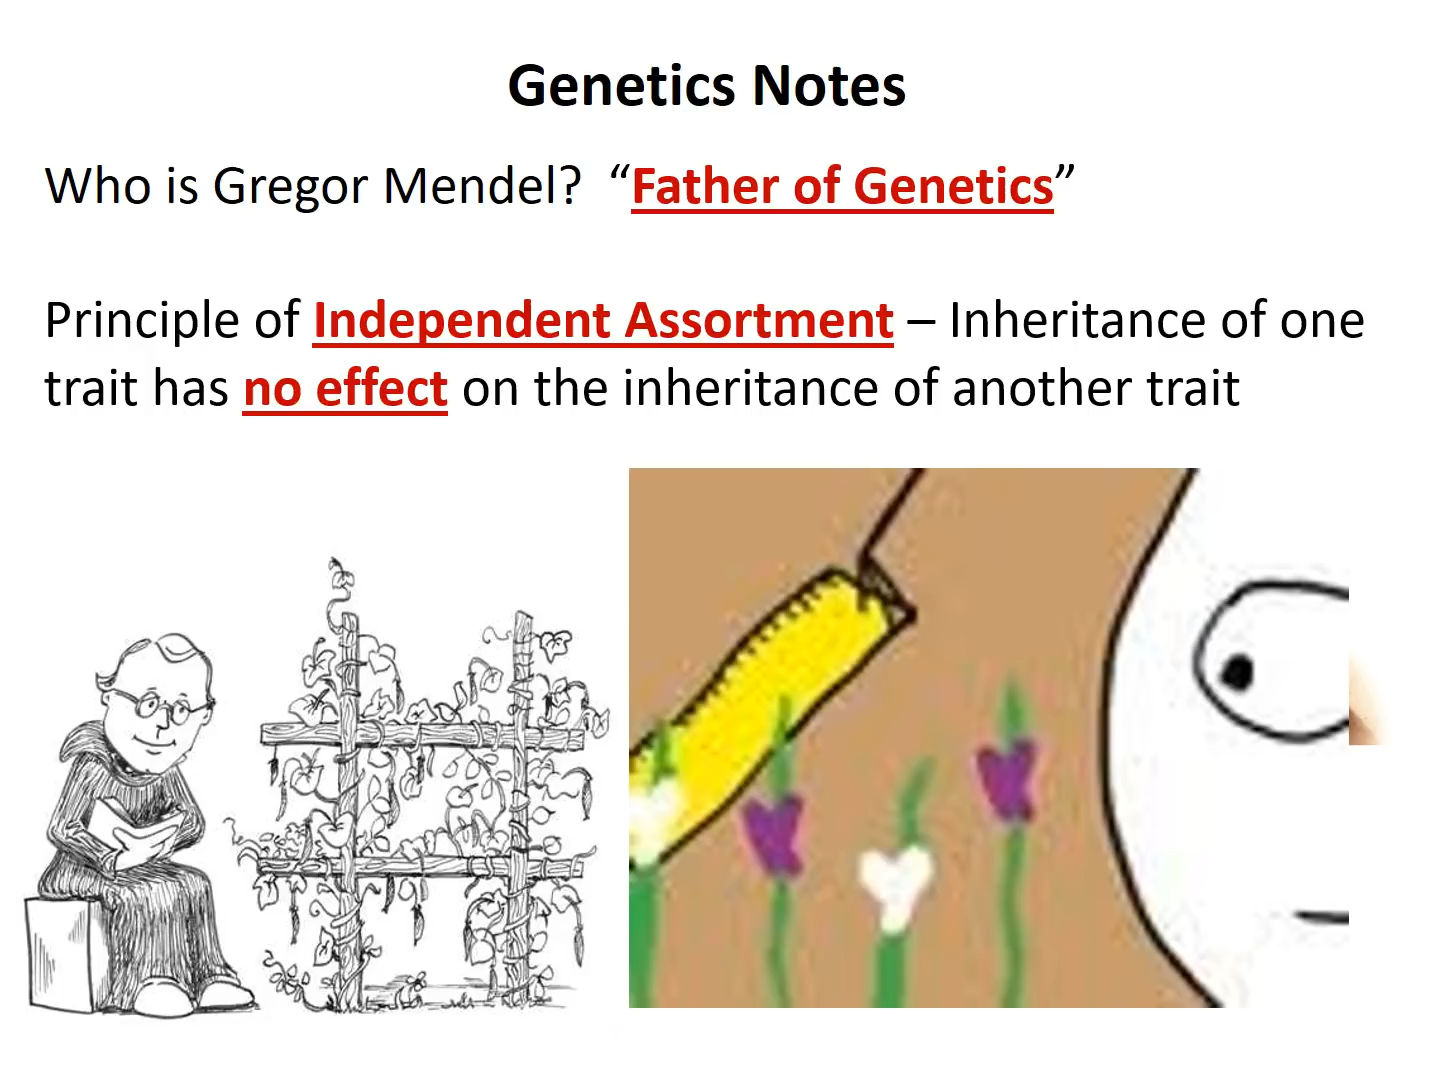 Genetics Notes
Who is Gregor Mendel?  “Father of Genetics”
Principle of Independent Assortment – Inheritance of one
trait has no effect on the inheritance of another trait